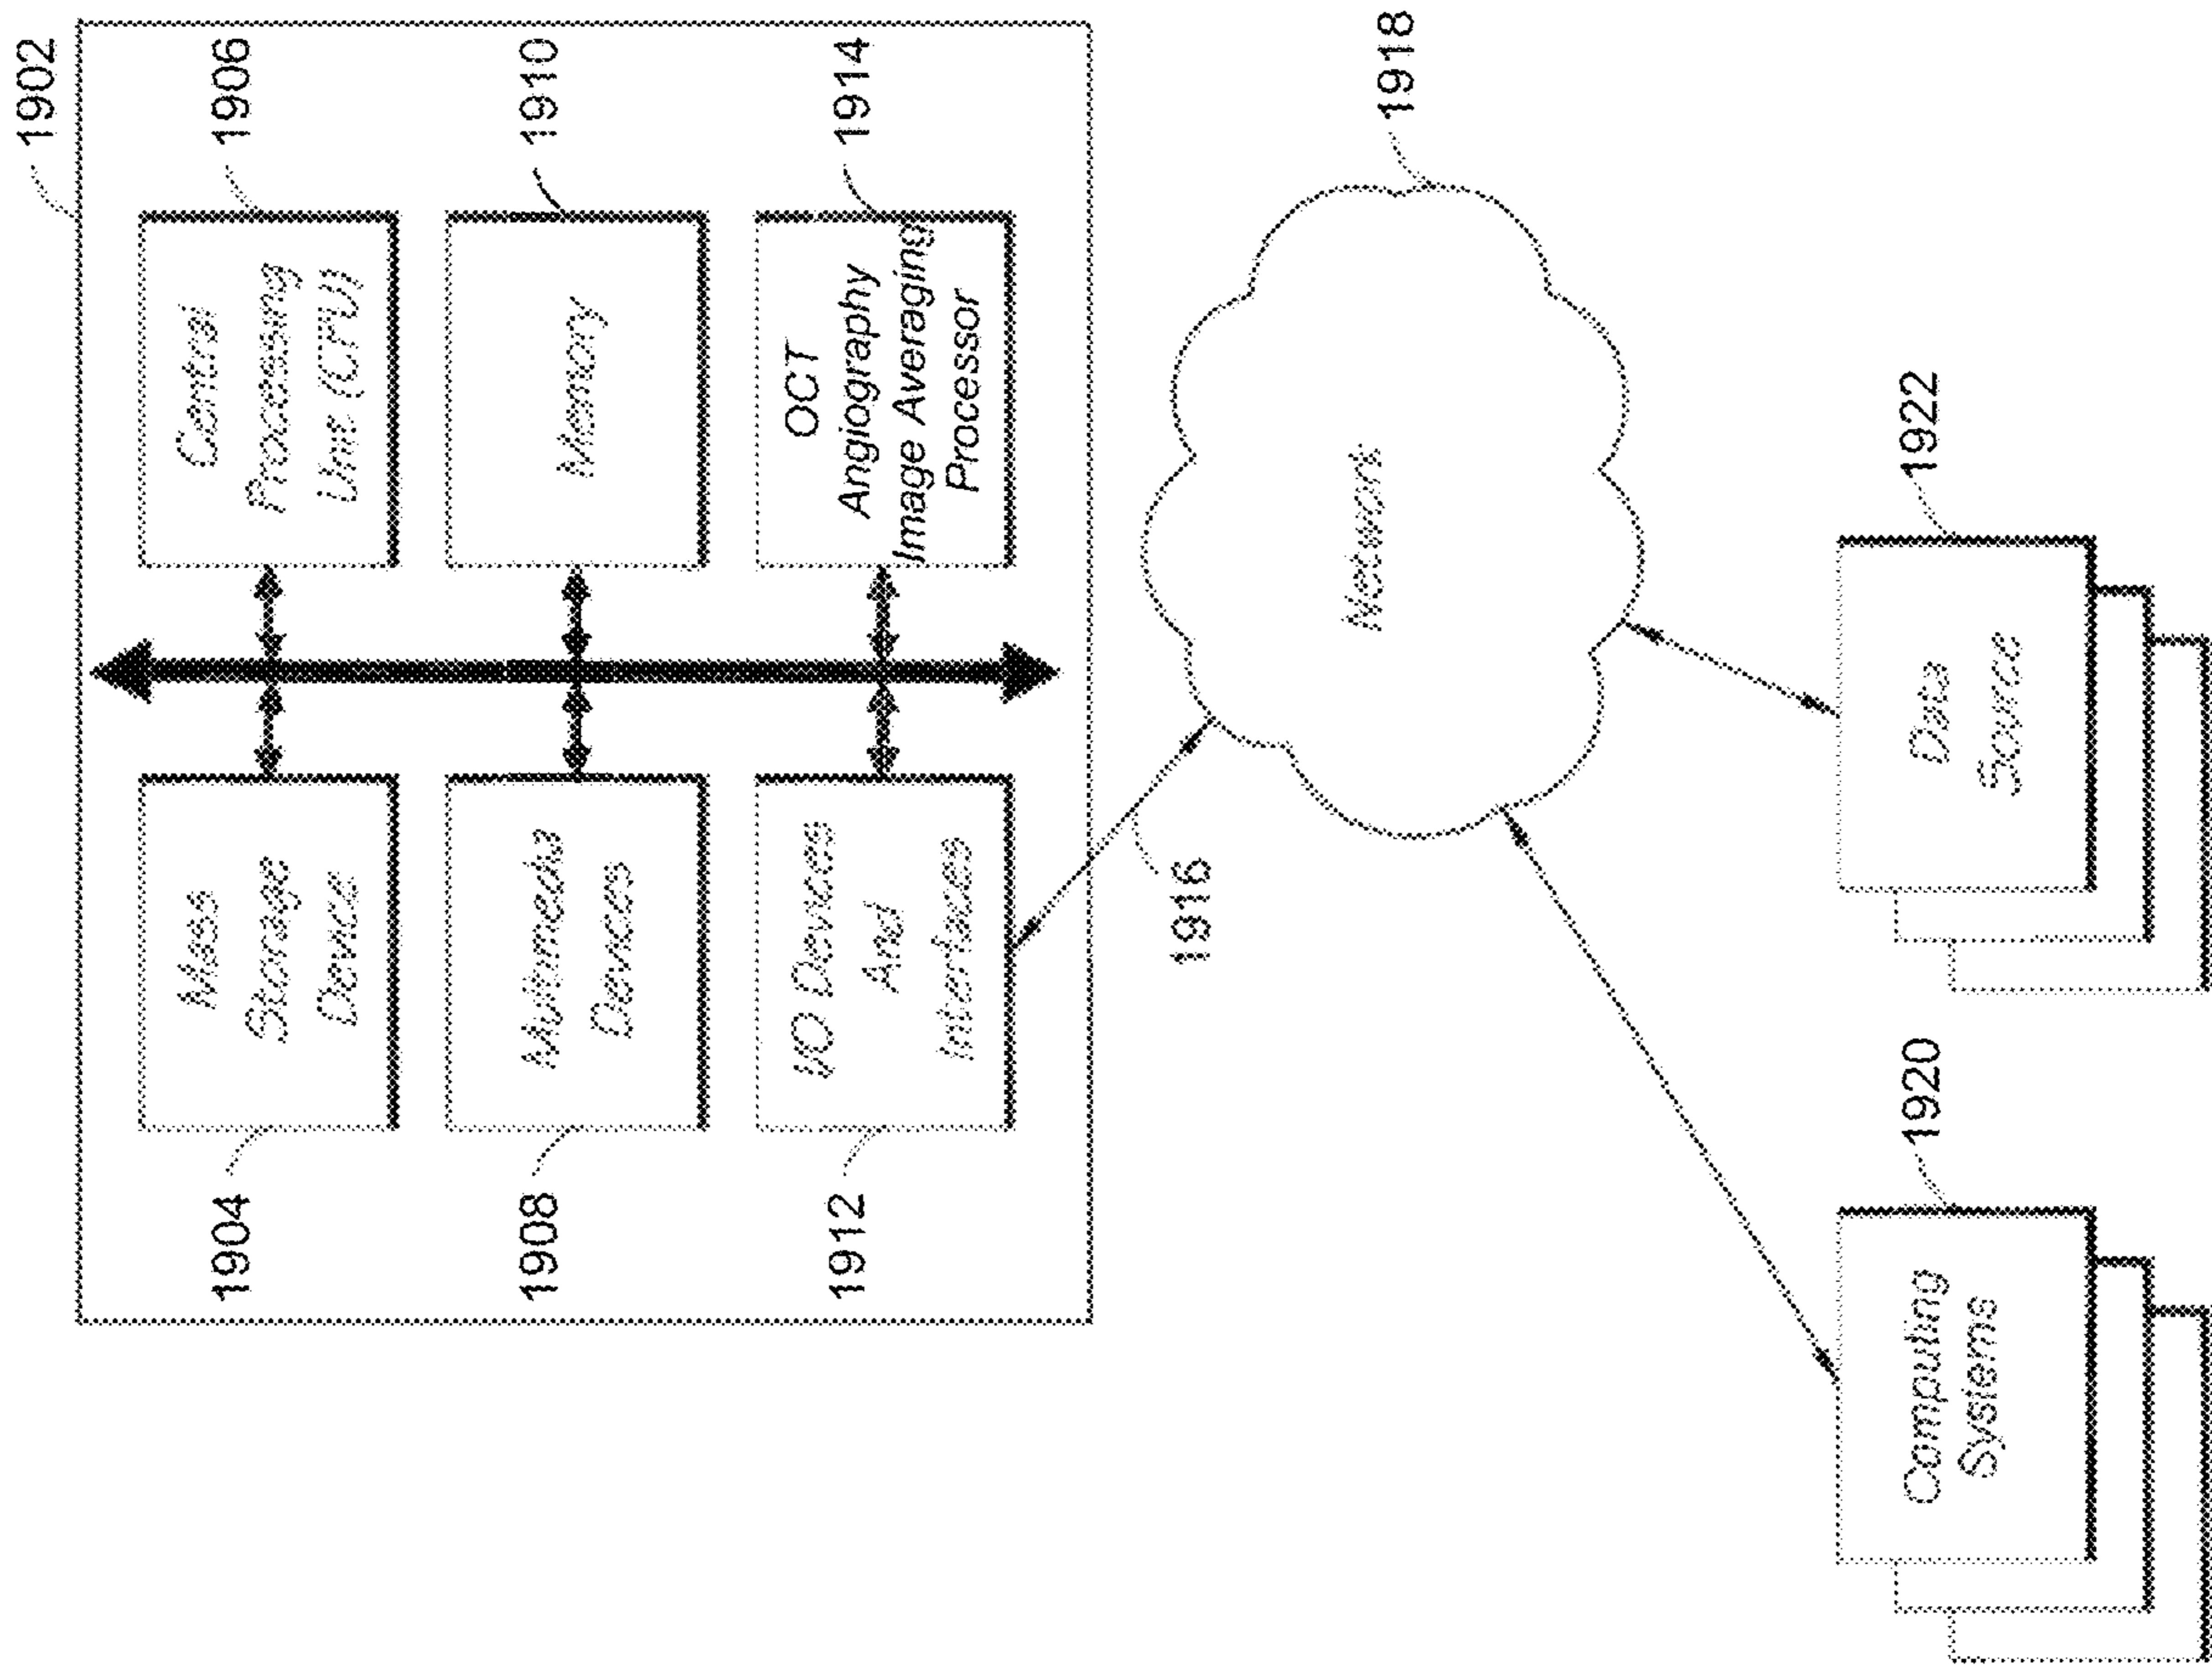 1902
1904
Mass
Storage
Device
Central
Processing
Unit (CPU)
1906
1908
Multimedia
Devices
Memory
1910
1912
I/O Devices
And
Interfaces
OCT
Angiography
Image Averaging
Processor
1914
1916
Network
1918
Computing
Systems
1920
Data
Source
1922